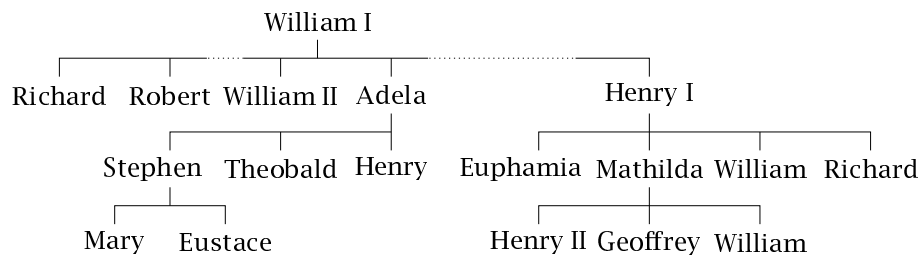 William I
Richard Robert William II Adela Henry I
Stephen Theobald Henry Euphamia Mathilda William Richard
Mary Eustace Henry II Geoffrey William